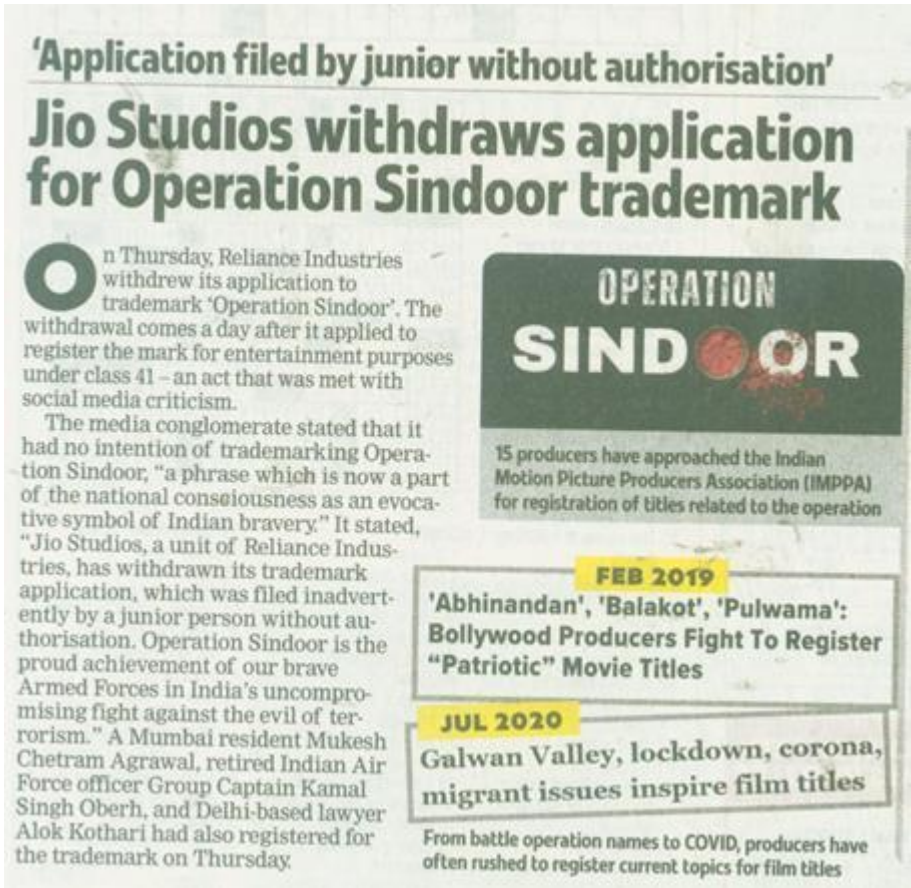 'Application filed by junior without authorisation'
Jio Studios withdraws application
for Operation Sindoor trademark
On Thursday, Reliance Industries
withdrew its application to
trademark 'Operation Sindoor'. The
withdrawal comes a day after it applied to
register the mark for entertainment purposes
under class 41 – an act that was met with
social media criticism.
The media conglomerate stated that it
had no intention of trademarking Opera-
tion Sindoor, "a phrase which is now a part
of the national consciousness as an evoca-
tive symbol of Indian bravery." It stated,
"Jio Studios, a unit of Reliance Indus-
tries, has withdrawn its trademark
application, which was filed inadvert-
ently by a junior person without au-
thorisation. Operation Sindoor is the
proud achievement of our brave
Armed Forces in India's uncompro-
mising fight against the evil of ter-
rorism." A Mumbai resident Mukesh
Chetram Agrawal, retired Indian Air
Force officer Group Captain Kamal
Singh Oberh, and Delhi-based lawyer
Alok Kothari had also registered for
the trademark on Thursday.
OPERATION
SINDOOR
15 producers have approached the Indian
Motion Picture Producers Association (IMPPA)
for registration of titles related to the operation
FEB 2019
'Abhinandan', 'Balakot', 'Pulwama':
Bollywood Producers Fight To Register
"Patriotic" Movie Titles
JUL 2020
Galwan Valley, lockdown, corona,
migrant issues inspire film titles
From battle operation names to COVID, producers have
often rushed to register current topics for film titles